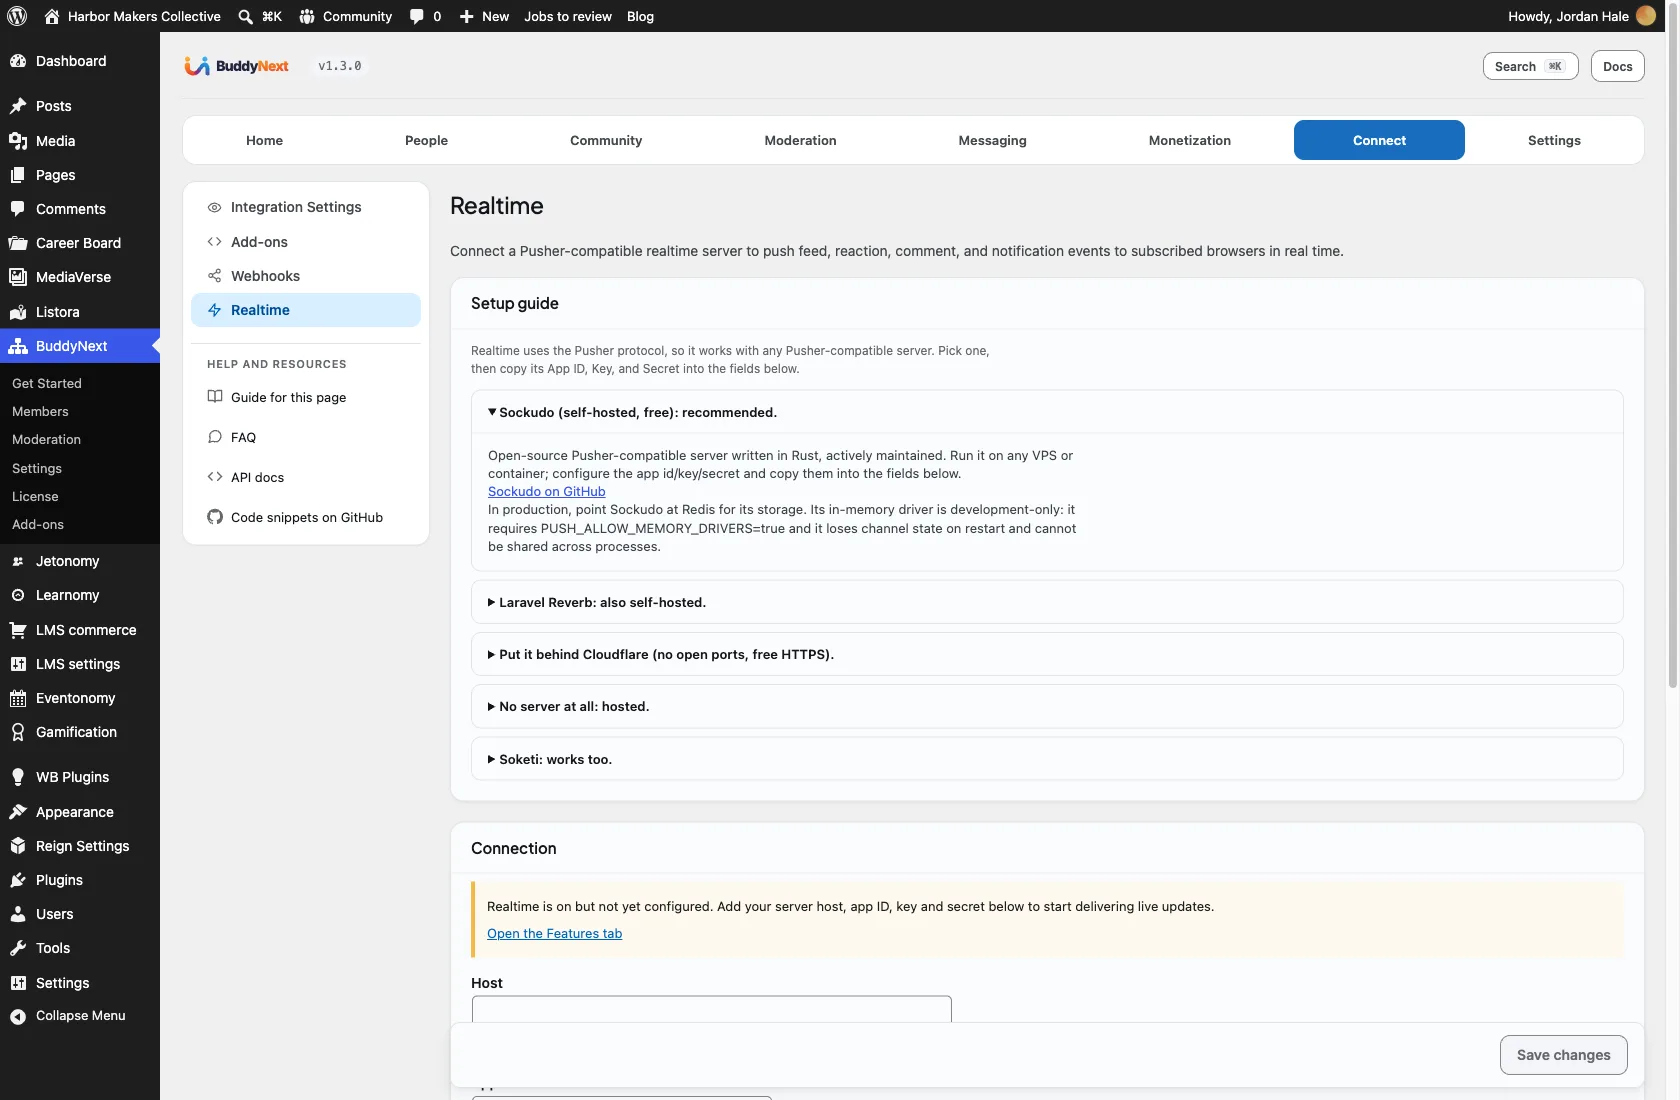 Harbor Makers Collective
⌘K
Community
0
New
Jobs to review
Blog
Howdy, Jordan Hale
Dashboard
Posts
Media
Pages
Comments
Career Board
MediaVerse
Listora
BuddyNext
Get Started
Members
Moderation
Settings
License
Add-ons
Jetonomy
Learnomy
LMS commerce
LMS settings
Eventonomy
Gamification
WB Plugins
Appearance
Reign Settings
Plugins
Users
Tools
Settings
Collapse Menu
BuddyNext
v1.3.0
Search ⌘K
Docs
Home
People
Community
Moderation
Messaging
Monetization
Connect
Settings
Integration Settings
Add-ons
Webhooks
Realtime
HELP AND RESOURCES
Guide for this page
FAQ
API docs
Code snippets on GitHub
Realtime
Connect a Pusher-compatible realtime server to push feed, reaction, comment, and notification events to subscribed browsers in real time.
Setup guide
Realtime uses the Pusher protocol, so it works with any Pusher-compatible server. Pick one,
then copy its App ID, Key, and Secret into the fields below.
▼ Sockudo (self-hosted, free): recommended.
Open-source Pusher-compatible server written in Rust, actively maintained. Run it on any VPS or
container; configure the app id/key/secret and copy them into the fields below.
Sockudo on GitHub
In production, point Sockudo at Redis for its storage. Its in-memory driver is development-only: it
requires PUSH_ALLOW_MEMORY_DRIVERS=true and it loses channel state on restart and cannot
be shared across processes.
▶ Laravel Reverb: also self-hosted.
▶ Put it behind Cloudflare (no open ports, free HTTPS).
▶ No server at all: hosted.
▶ Soketi: works too.
Connection
Realtime is on but not yet configured. Add your server host, app ID, key and secret below to start delivering live updates.
Open the Features tab
Host
Save changes